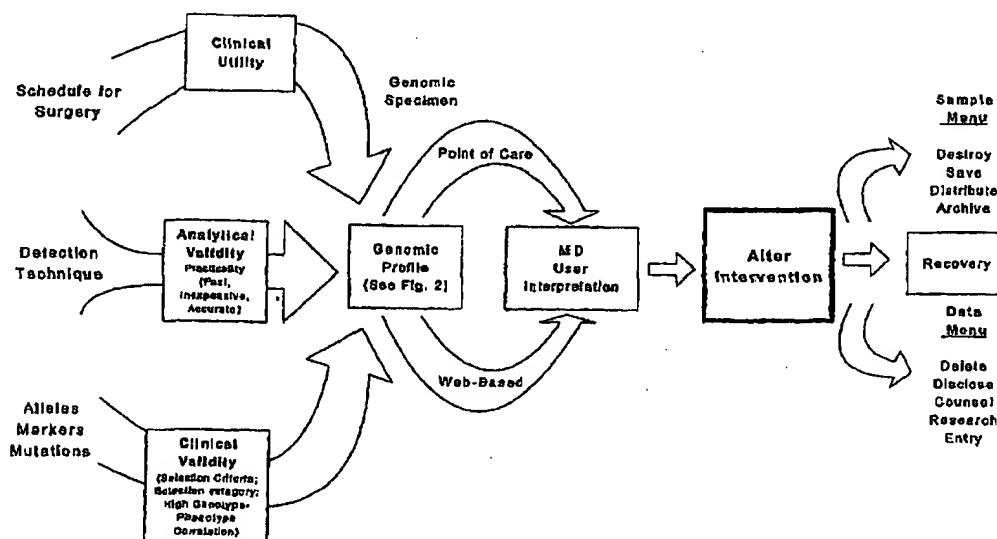 Clinical
Utility
Schedule for
Surgery
Genomic
Specimen
Point of Care
Detection
Technique
Analytical
Validity
Practicality
(Fast,
Inexpensive,
Accurate)
Genomic
Profile
(See Fig. 2)
MD
User
Interpretation
Web-Based
Alleles
Markers
Mutations
Clinical
Validity
(Selection Criteria;
Selection category;
High Genotype-
Phenotype
Correlation)
Alter
Intervention
Sample
Menu
Destroy
Save
Distribute
Archive
Recovery
Data
Menu
Delete
Disclose
Counsel
Research
Entry